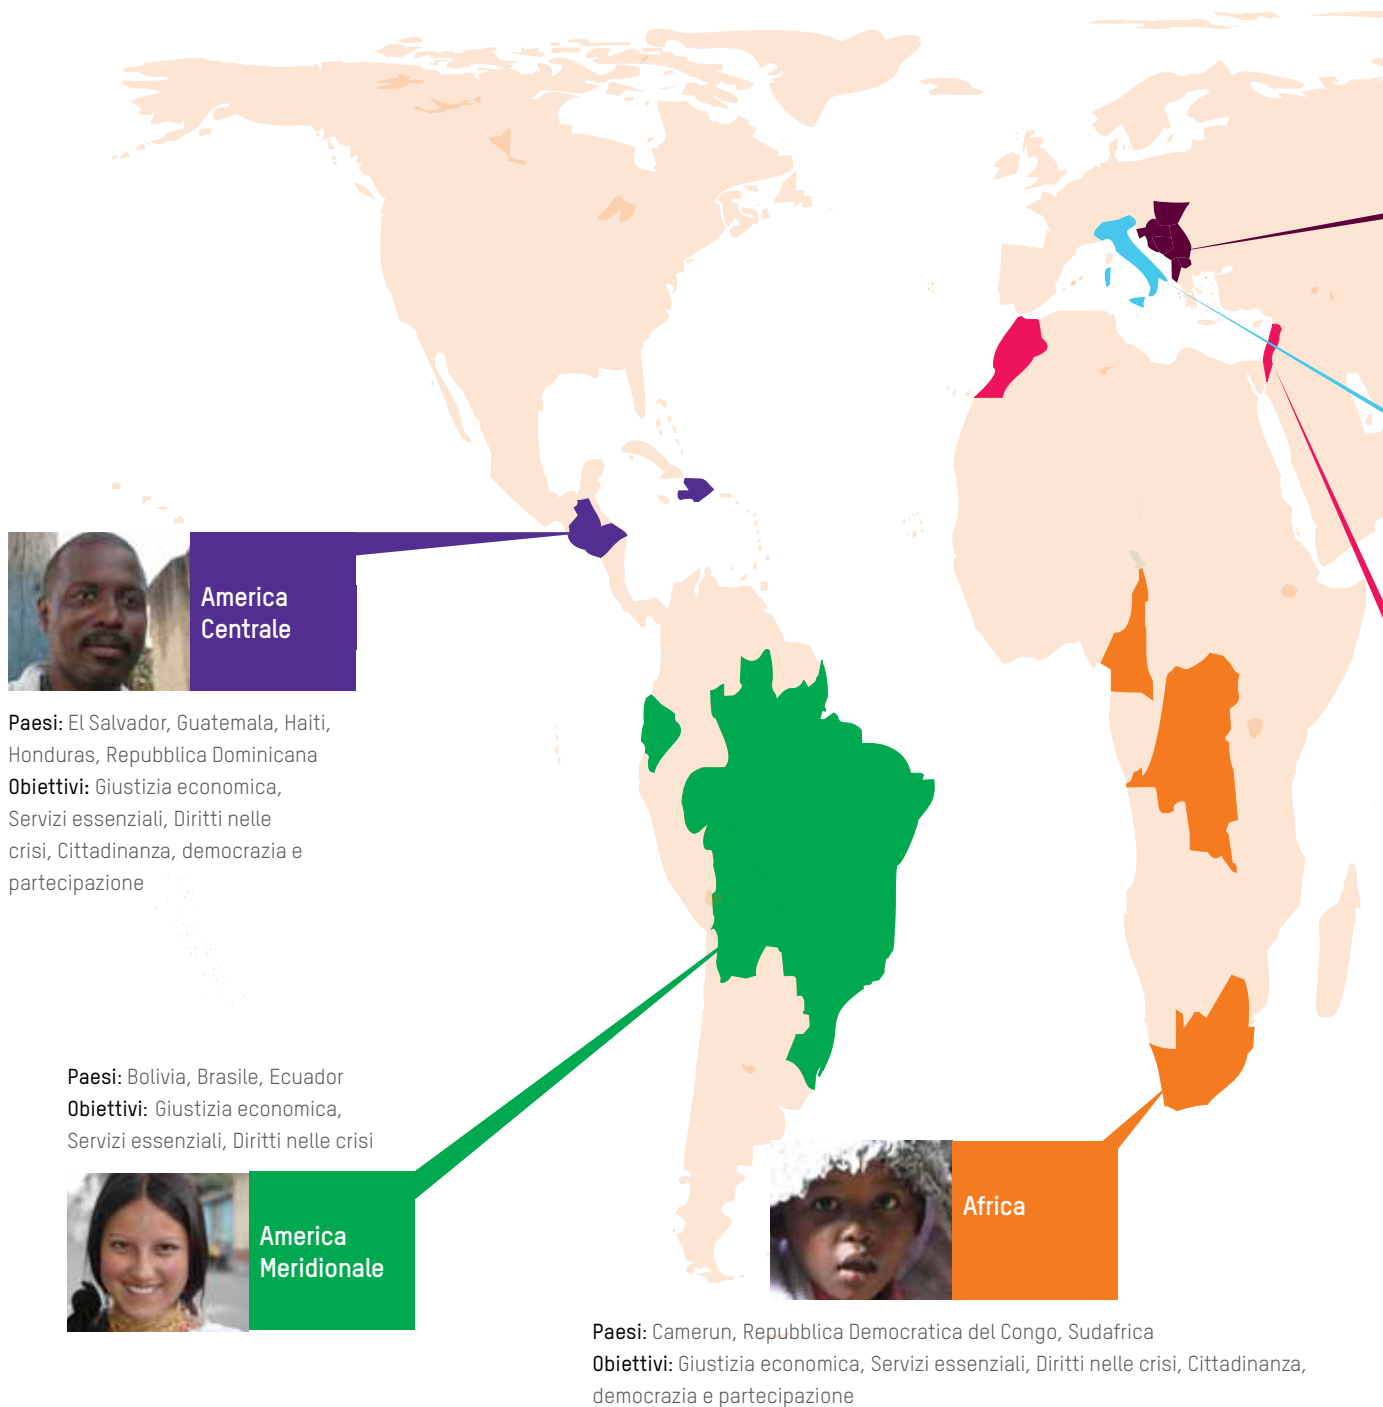 America
Centrale
Paesi: El Salvador, Guatemala, Haiti,
Honduras, Repubblica Dominicana
Obiettivi: Giustizia economica,
Servizi essenziali, Diritti nelle
crisi, Cittadinanza, democrazia e
partecipazione
Paesi: Bolivia, Brasile, Ecuador
Obiettivi: Giustizia economica,
Servizi essenziali, Diritti nelle crisi
America
Meridionale
Africa
Paesi: Camerun, Repubblica Democratica del Congo, Sudafrica
Obiettivi: Giustizia economica, Servizi essenziali, Diritti nelle crisi, Cittadinanza,
democrazia e partecipazione